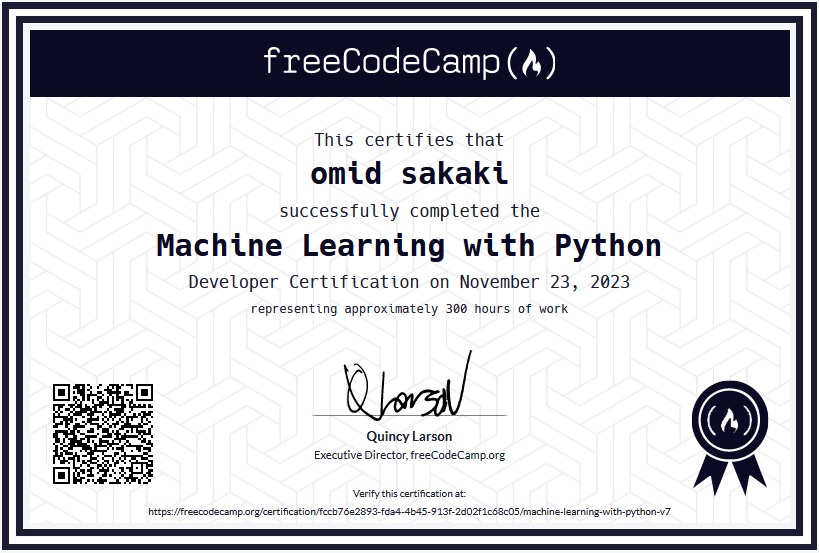 freeCodeCamp(🔥)
This certifies that
omid sakaki
successfully completed the
Machine Learning with Python
Developer Certification on November 23, 2023
representing approximately 300 hours of work
Q Larson
Quincy Larson
Executive Director, freeCodeCamp.org
Verify this certification at:
https://freecodecamp.org/certification/fccb76e2893-fda4-4b45-913f-2d02f1c68c05/machine-learning-with-python-v7